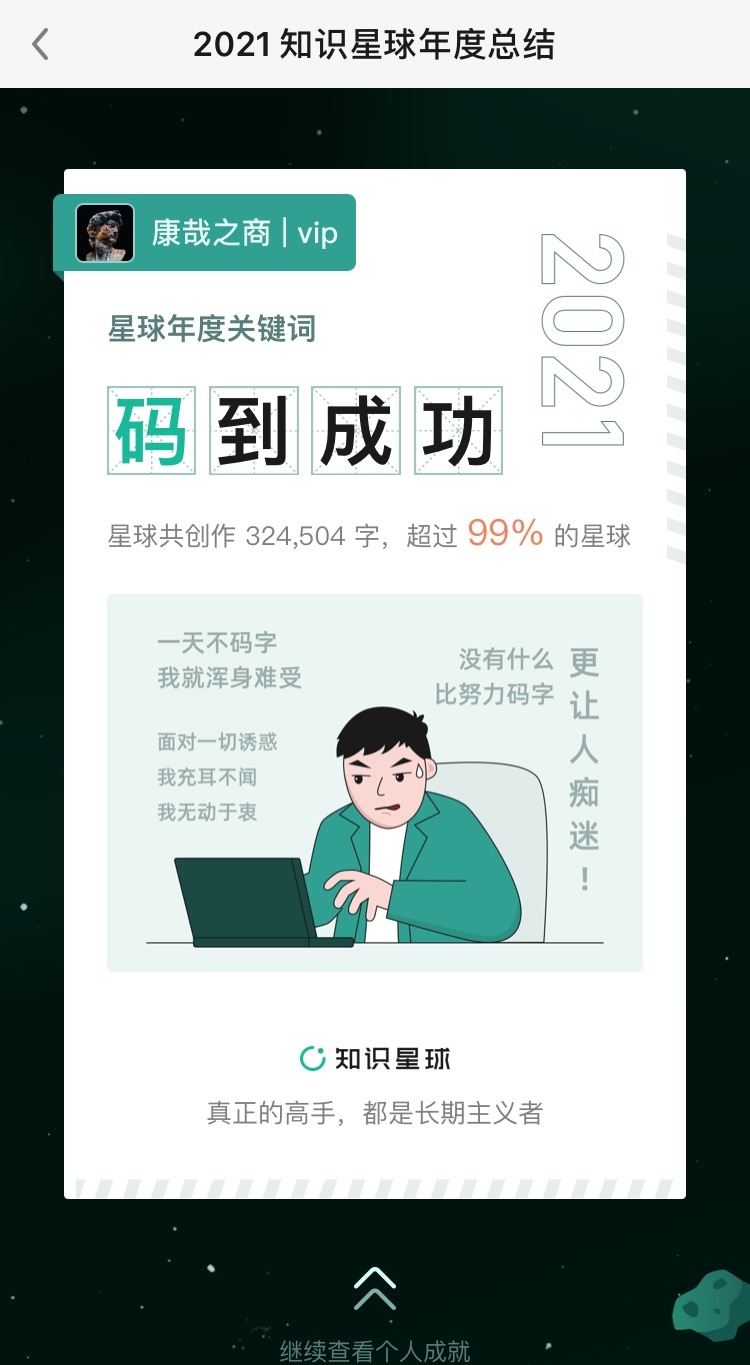 2021 知识星球年度总结
康哉之商 | vip
2021
星球年度关键词
码到成功
星球共创作 324,504 字，超过 99% 的星球
一天不码字
我就浑身难受
没有什么
比努力码字
更让人痴迷！
面对一切诱惑
我充耳不闻
我无动于衷
知识星球
真正的高手，都是长期主义者
继续查看个人成就